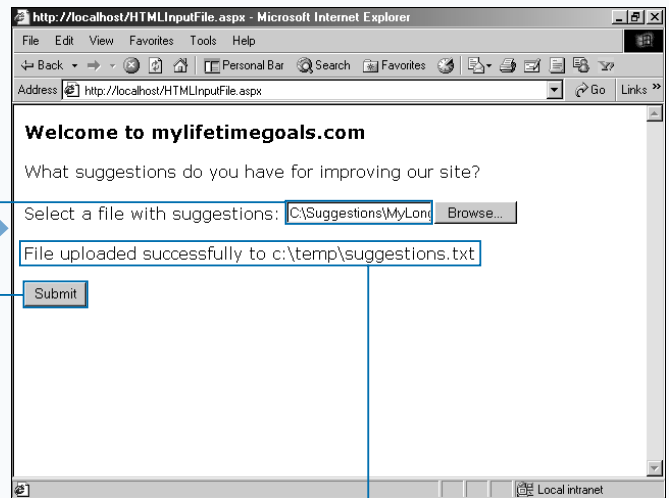 http://localhost/HTMLInputFile.aspx - Microsoft Internet Explorer
File Edit View Favorites Tools Help
Back Personal Bar Search Favorites
Address http://localhost/HTMLInputFile.aspx Go Links »
Welcome to mylifetimegoals.com
What suggestions do you have for improving our site?
Select a file with suggestions: C:\Suggestions\MyLong Browse...
File uploaded successfully to c:\temp\suggestions.txt
Submit
Local intranet